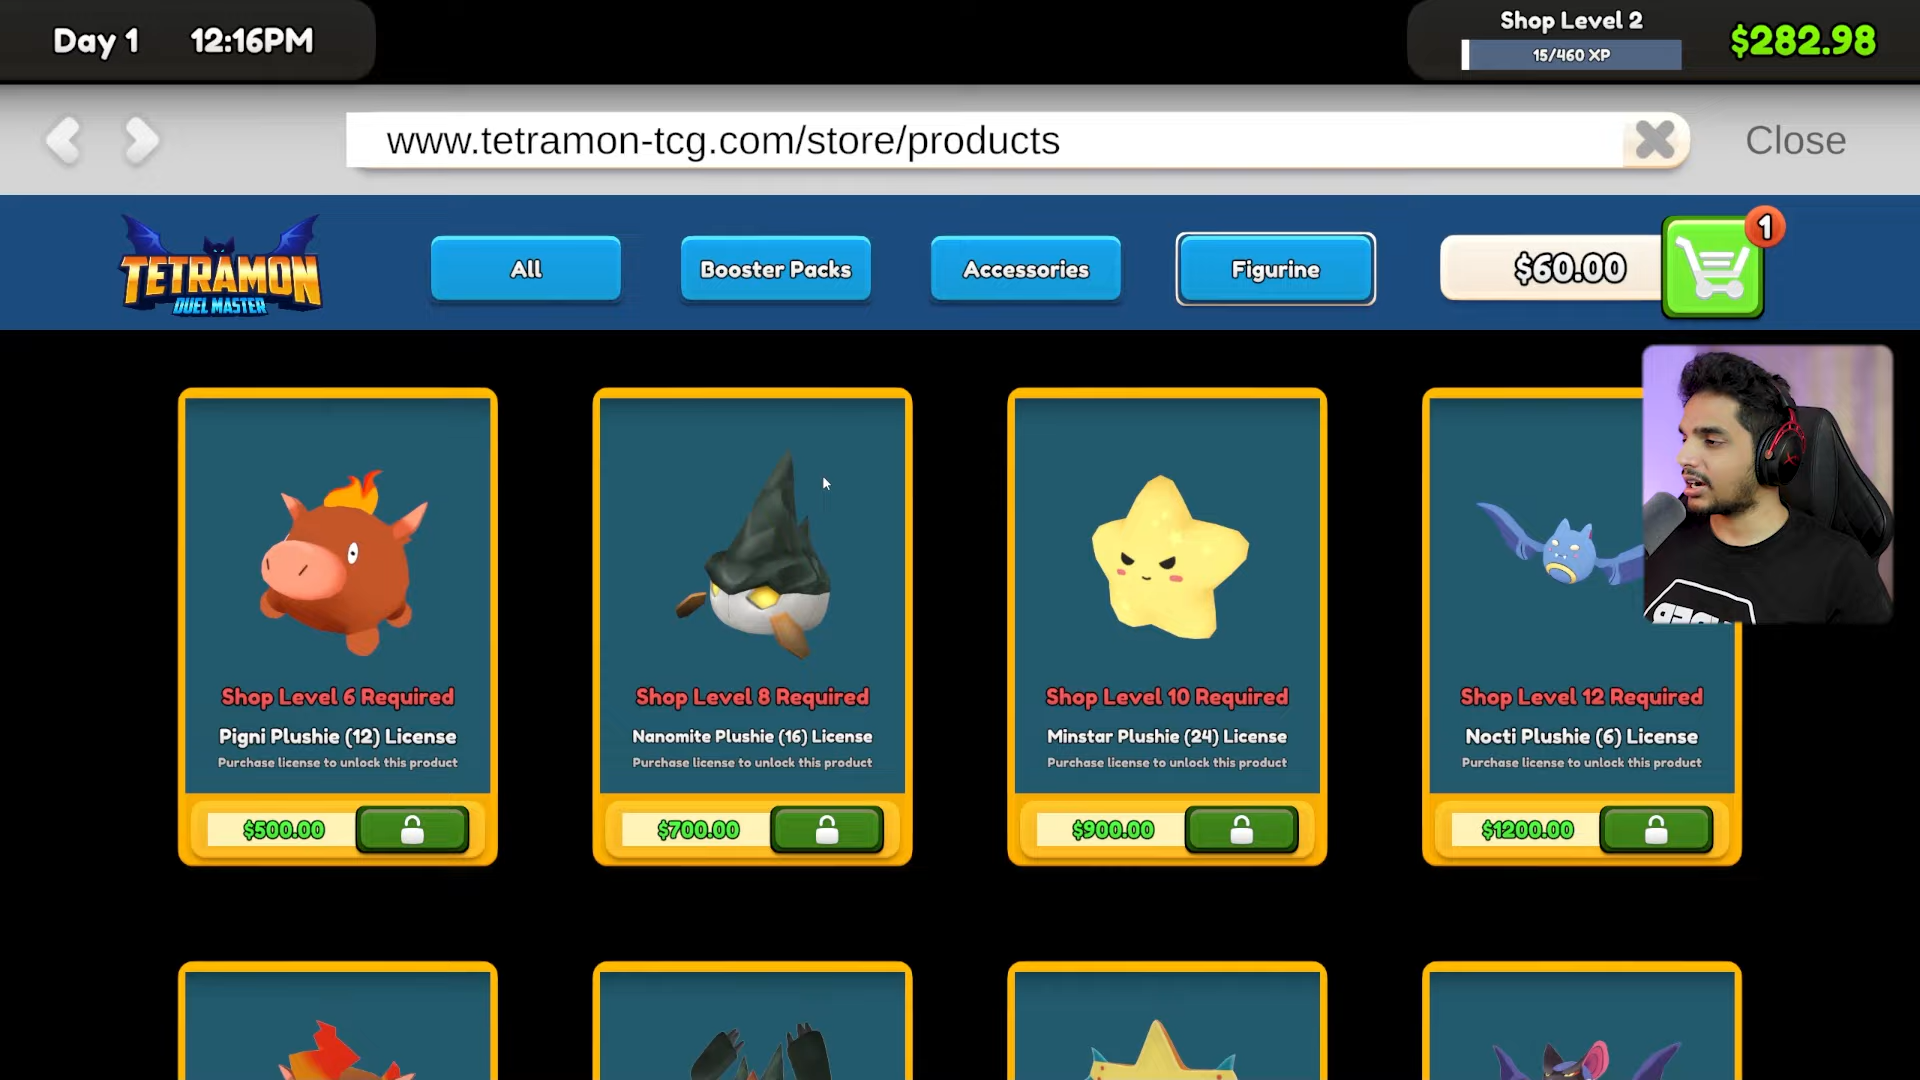 Day 1 12:16PM
Shop Level 2
15/460 XP
$282.98
www.tetramon-tcg.com/store/products
Close
TETRAMON
DUEL MASTER
All
Booster Packs
Accessories
Figurine
$60.00
1
Shop Level 6 Required
Pigni Plushie (12) License
Purchase license to unlock this product
$500.00
Shop Level 8 Required
Nanomite Plushie (16) License
Purchase license to unlock this product
$700.00
Shop Level 10 Required
Minstar Plushie (24) License
Purchase license to unlock this product
$900.00
Shop Level 12 Required
Nocti Plushie (6) License
Purchase license to unlock this product
$1200.00